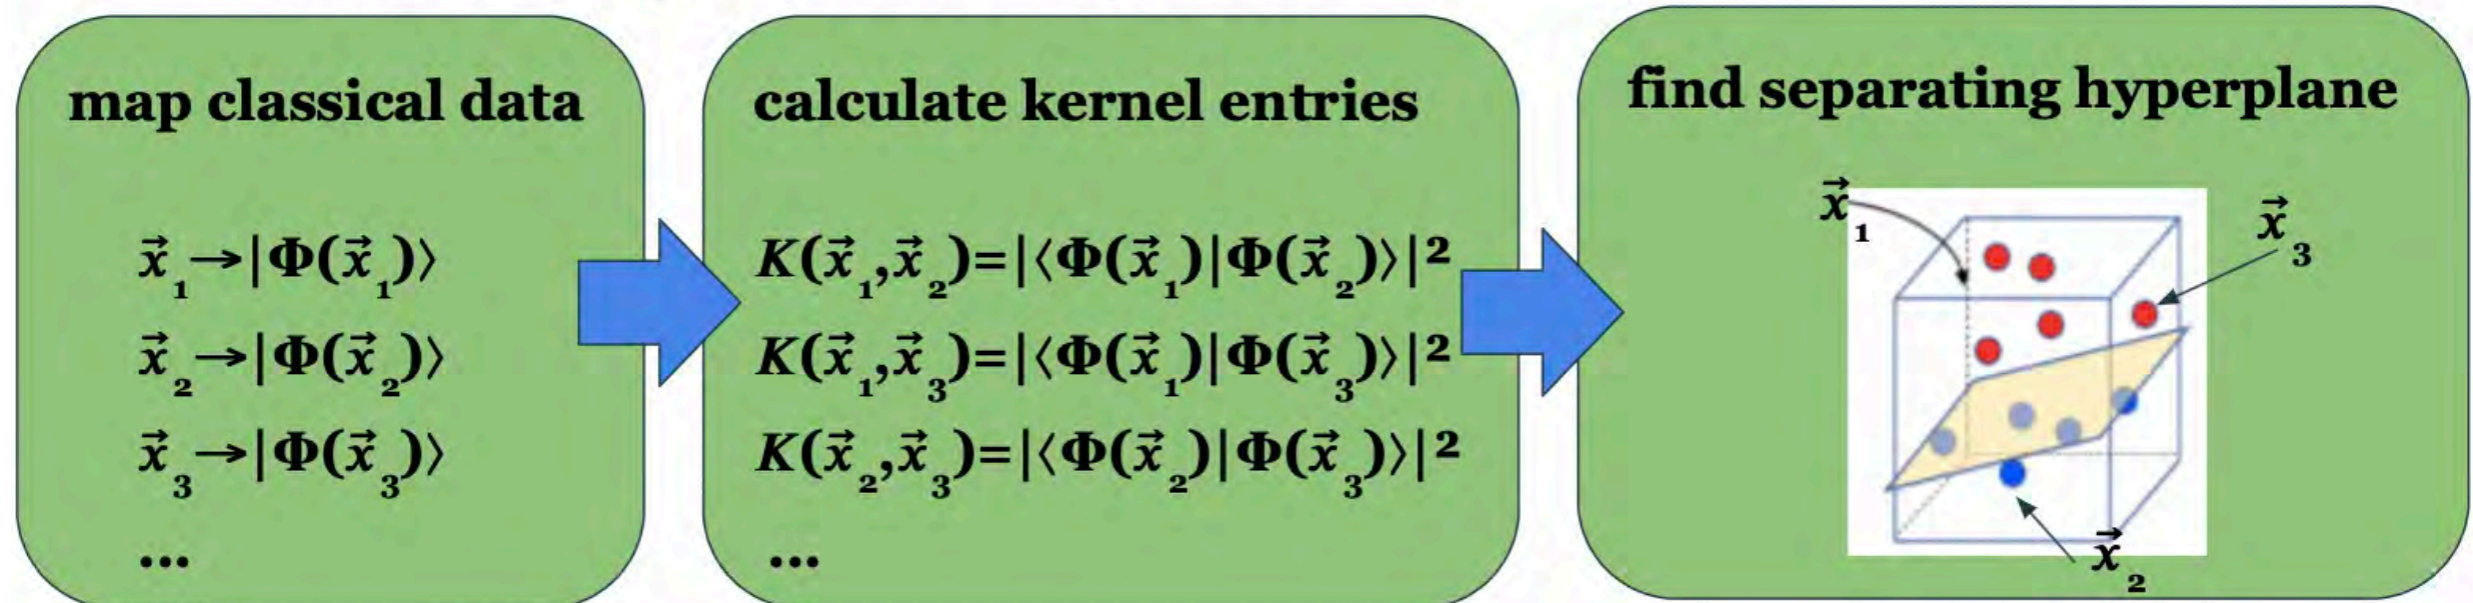 map classical data
x⃗₁→|Φ(x⃗₁)⟩
x⃗₂→|Φ(x⃗₂)⟩
x⃗₃→|Φ(x⃗₃)⟩
...
calculate kernel entries
K(x⃗₁,x⃗₂)=|⟨Φ(x⃗₁)|Φ(x⃗₂)⟩|²
K(x⃗₁,x⃗₃)=|⟨Φ(x⃗₁)|Φ(x⃗₃)⟩|²
K(x⃗₂,x⃗₃)=|⟨Φ(x⃗₂)|Φ(x⃗₃)⟩|²
...
find separating hyperplane
x⃗₁
x⃗₃
x⃗₂